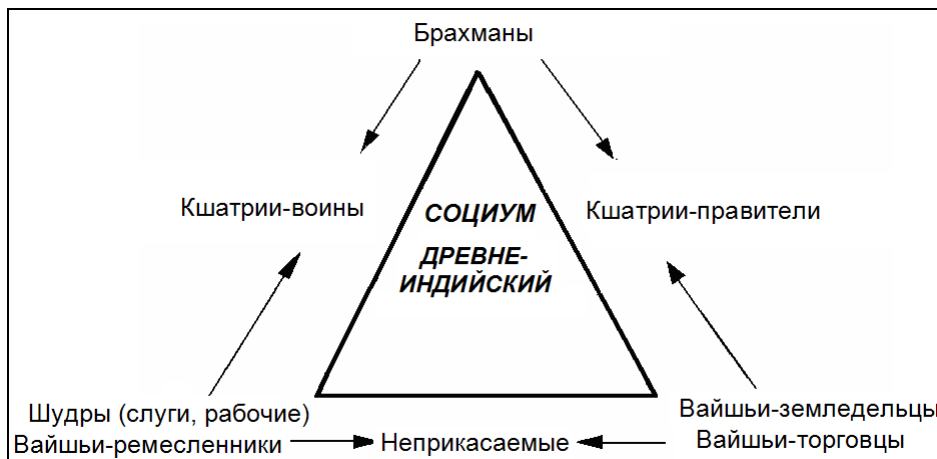 Брахманы
Кшатрии-воины
СОЦИУМ
Кшатрии-правители
ДРЕВНЕ-
ИНДИЙСКИЙ
Шудры (слуги, рабочие)
Вайшьи-земледельцы
Вайшьи-ремесленники
Неприкасаемые
Вайшьи-торговцы